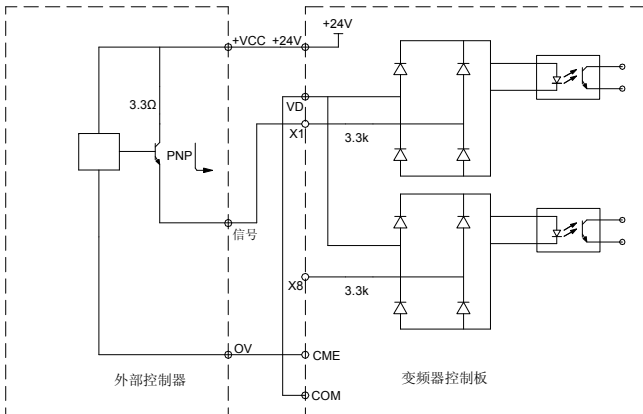 +24V
+VCC
+24V
3.3Ω
VD
X1
3.3k
PNP
信号
X8
3.3k
OV
CME
外部控制器
变频器控制板
COM